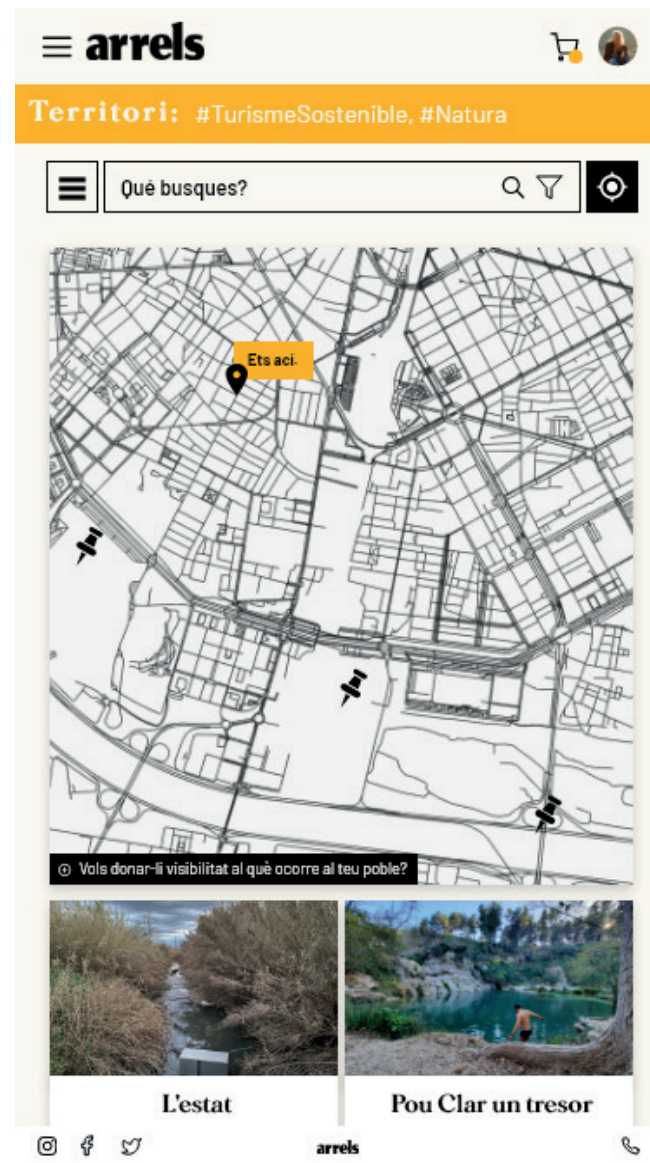 arrels
Territori: #TurismeSostenible, #Natura
Qué busques?
Ets ací.
Vols donar-li visibilitat al què ocorre al teu poble?
L'estat
Pou Clar un tresor
arrels